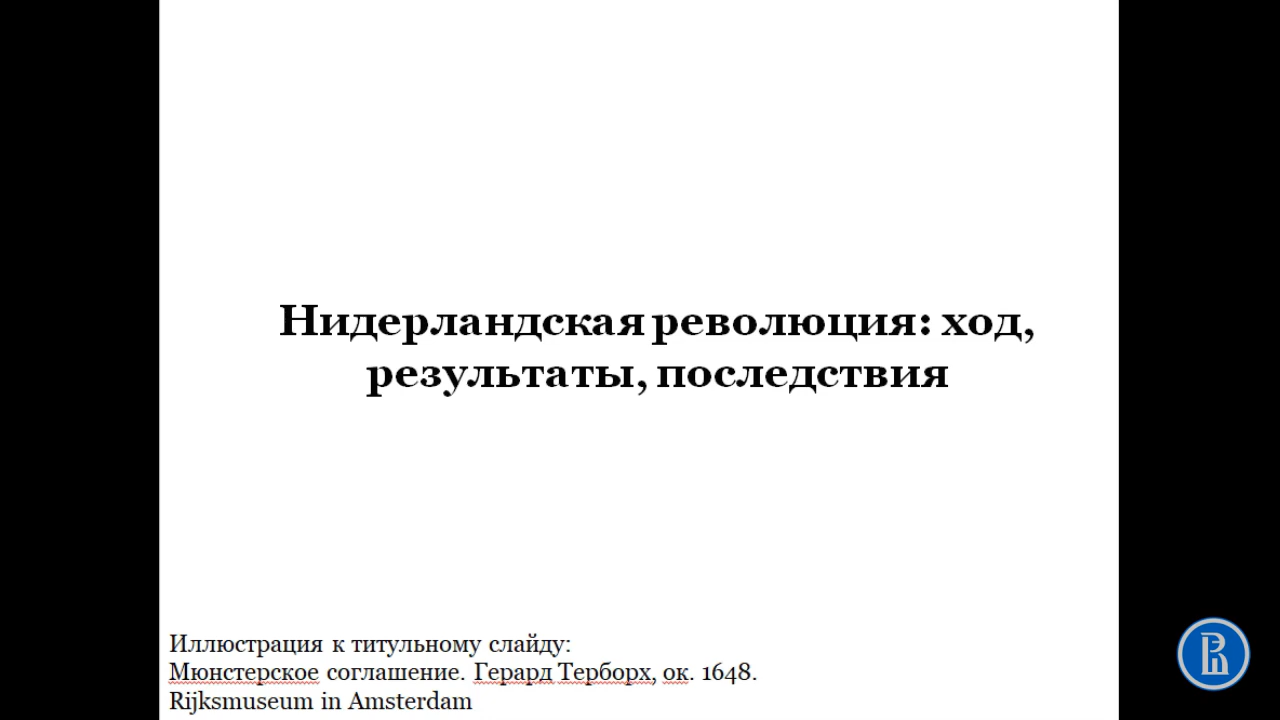 Нидерландская революция: ход,
результаты, последствия
Иллюстрация к титульному слайду:
Мюнстерское соглашение. Герард Терборх, ок. 1648.
Rijksmuseum in Amsterdam